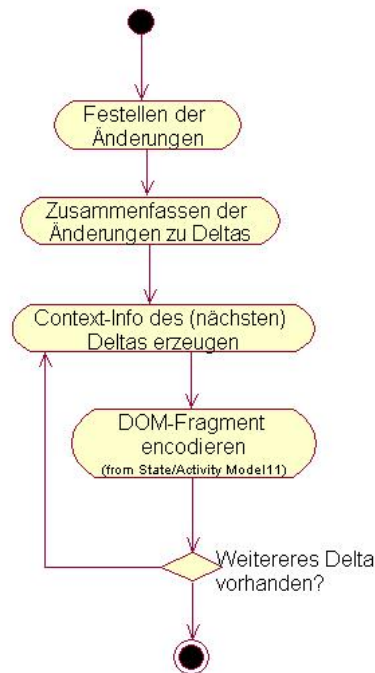 Festellen der
Änderungen
Zusammenfassen der
Änderungen zu Deltas
Context-Info des (nächsten)
Deltas erzeugen
DOM-Fragment
encodieren
(from State/Activity Model11)
Weitereres Delta
vorhanden?